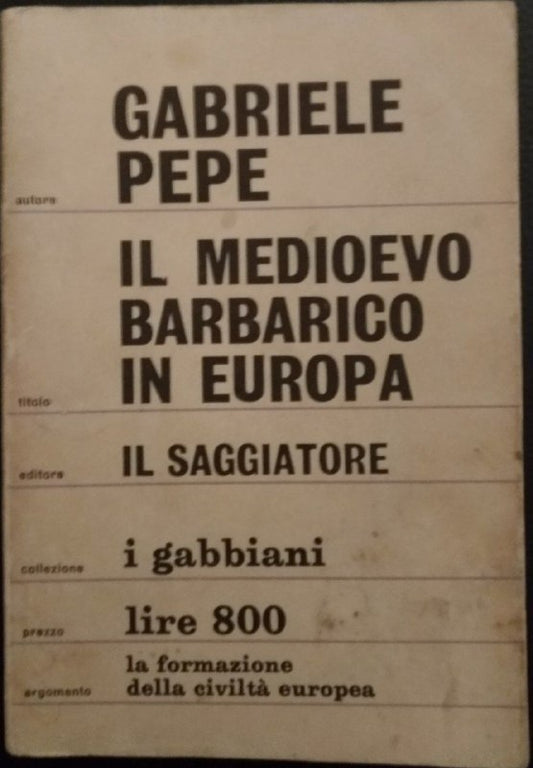 GABRIELE
autore PEPE
IL MEDIOEVO
BARBARICO
titolo IN EUROPA
editore IL SAGGIATORE
collezione i gabbiani
prezzo lire 800
la formazione
argomento della civiltà europea